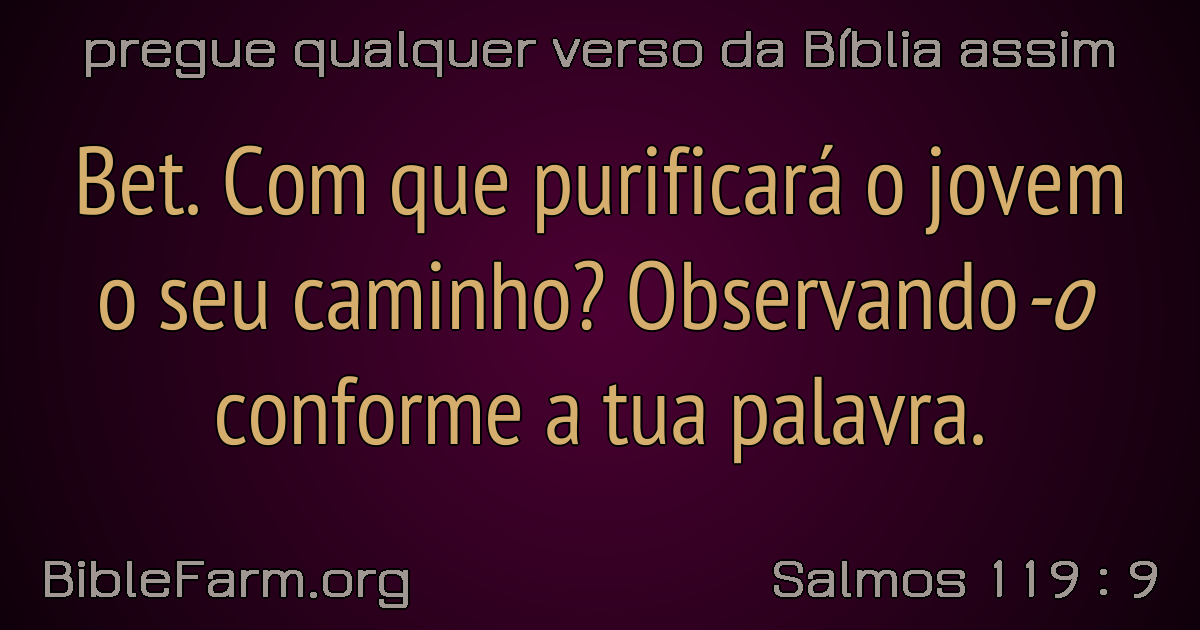 pregue qualquer verso da Bíblia assim
Bet. Com que purificará o jovem
o seu caminho? Observando-o
conforme a tua palavra.
BibleFarm.org
Salmos 119 : 9